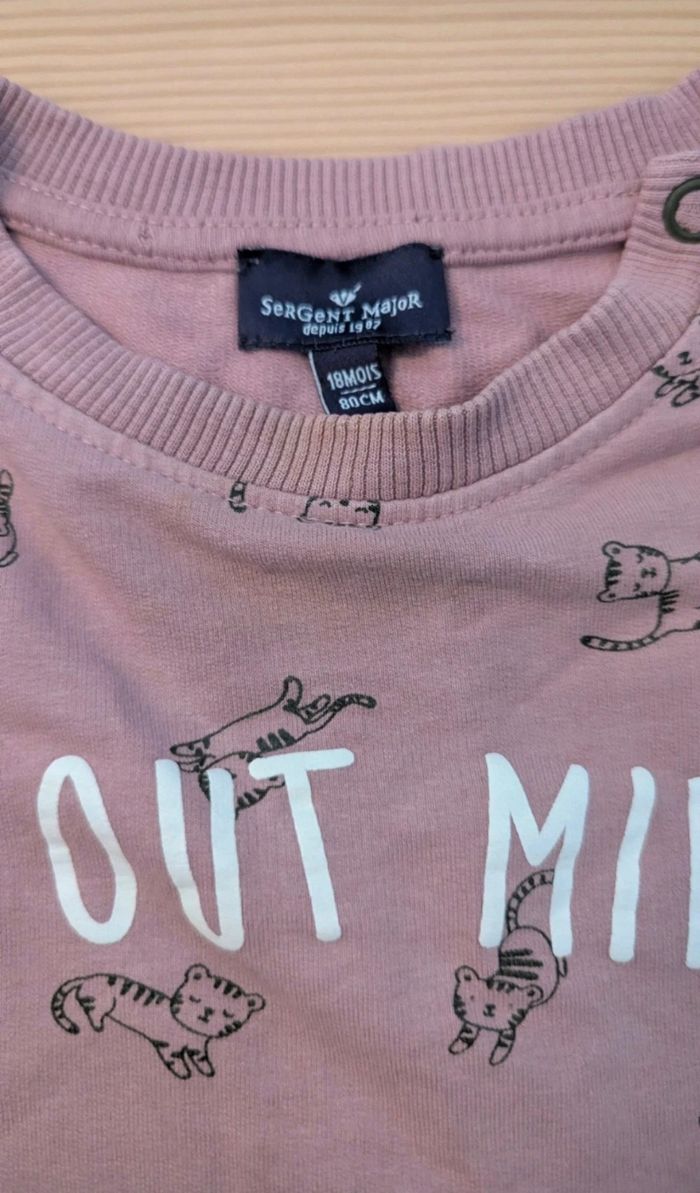 SERGENT MAJOR
depuis 1987
18MOIS
80CM
OUT MI